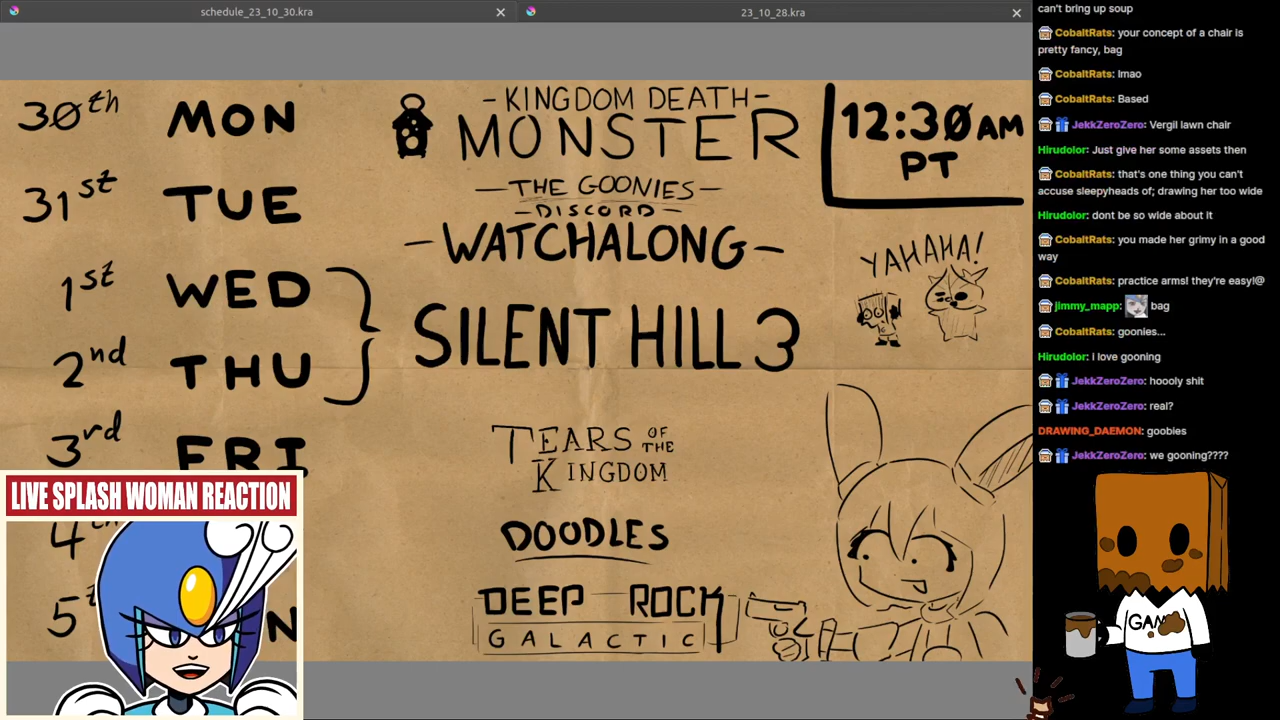 schedule_23_10_30.kra
23_10_28.kra
30th MON
31st TUE
1st WED
2nd THU
3rd FRI
4th
5t
N
-KINGDOM DEATH-
MONSTER
-THE GOONIES-
-DISCORD-
-WATCHALONG-
SILENT HILL 3
TEARS OF THE
KINGDOM
DOODLES
DEEP ROCK
GALACTIC
12:30AM
PT
YAHAHA!
LIVE SPLASH WOMAN REACTION
can't bring up soup
CobaltRats: your concept of a chair is
pretty fancy, bag
CobaltRats: lmao
CobaltRats: Based
JekkZeroZero: Vergil lawn chair
Hirudolor: Just give her some assets then
CobaltRats: that's one thing you can't
accuse sleepyheads of; drawing her too wide
Hirudolor: dont be so wide about it
CobaltRats: you made her grimy in a good
way
CobaltRats: practice arms! they're easy!@
jimmy_mapp: bag
CobaltRats: goonies...
Hirudolor: i love gooning
JekkZeroZero: hoooly shit
JekkZeroZero: real?
DRAWING_DAEMON: goobies
JekkZeroZero: we gooning????